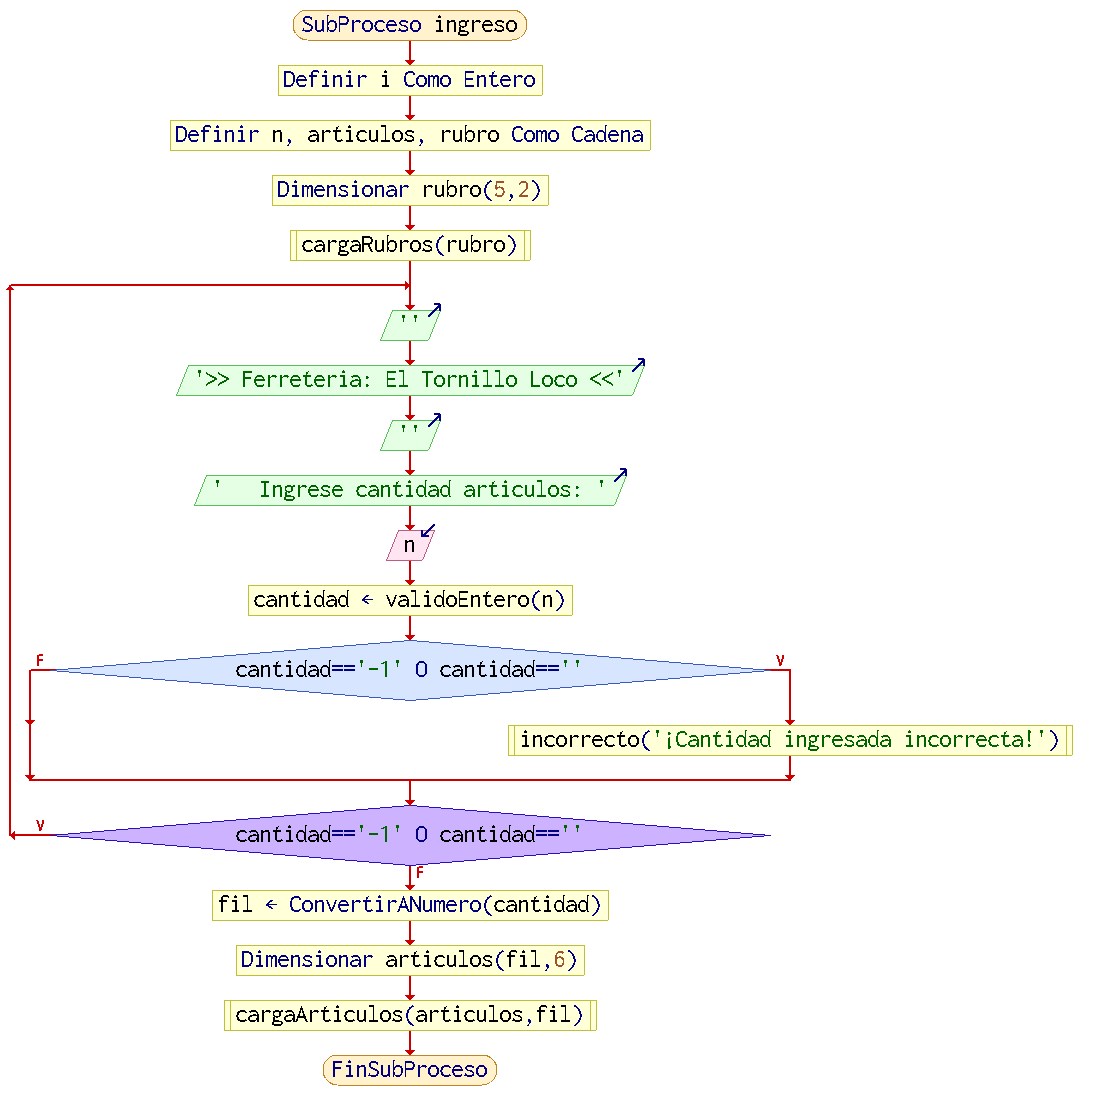 SubProceso ingreso
Definir i Como Entero
Definir n, articulos, rubro Como Cadena
Dimensionar rubro(5,2)
cargaRubros(rubro)
''
'>> Ferreteria: El Tornillo Loco <<'
''
'   Ingrese cantidad articulos: '
n
cantidad ← validoEntero(n)
F
cantidad=='-1' O cantidad==''
V
incorrecto('¡Cantidad ingresada incorrecta!')
V
cantidad=='-1' O cantidad==''
F
fil ← ConvertirANumero(cantidad)
Dimensionar articulos(fil,6)
cargaArticulos(articulos,fil)
FinSubProceso